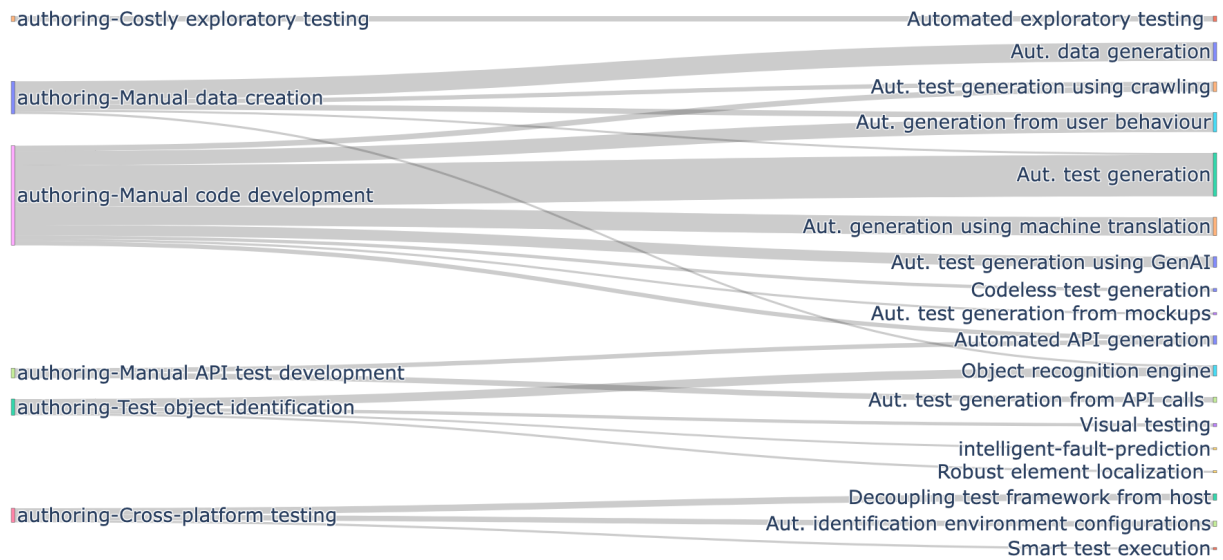 authoring-Costly exploratory testing
authoring-Manual data creation
authoring-Manual code development
authoring-Manual API test development
authoring-Test object identification
authoring-Cross-platform testing
Automated exploratory testing
Aut. data generation
Aut. test generation using crawling
Aut. generation from user behaviour
Aut. test generation
Aut. generation using machine translation
Aut. test generation using GenAI
Codeless test generation
Aut. test generation from mockups
Automated API generation
Object recognition engine
Aut. test generation from API calls
Visual testing
intelligent-fault-prediction
Robust element localization
Decoupling test framework from host
Aut. identification environment configurations
Smart test execution